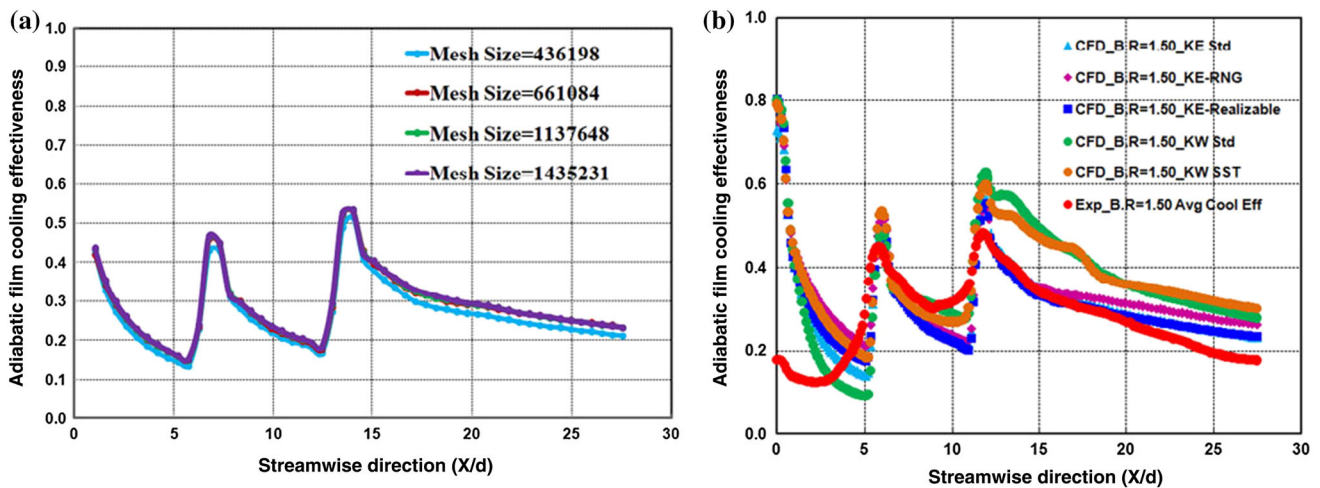 (a)
Adiabatic film cooling effectiveness
1.0
0.9
0.8
0.7
0.6
0.5
0.4
0.3
0.2
0.1
0.0
Mesh Size=436198
Mesh Size=661084
Mesh Size=1137648
Mesh Size=1435231
0 5 10 15 20 25 30
Streamwise direction (X/d)
(b)
Adiabatic film cooling effectiveness
0.8
0.6
0.4
0.2
0.0
CFD_B.R=1.50_KE Std
CFD_B.R=1.50_KE-RNG
CFD_B.R=1.50_KE-Realizable
CFD_B.R=1.50_KW Std
CFD_B.R=1.50_KW SST
Exp_B.R=1.50 Avg Cool Eff
0 5 10 15 20 25 30
Streamwise direction (X/d)